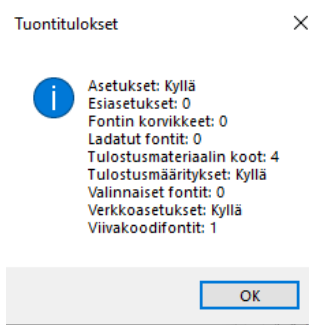 Tuontitulokset
Asetukset: Kyllä
Esiasetukset: 0
Fontin korvikkeet: 0
Ladatut fontit: 0
Tulostusmateriaalin koot: 4
Tulostusmääritykset: Kyllä
Valinnaiset fontit: 0
Verkkoasetukset: Kyllä
Viivakoodifontit: 1
OK